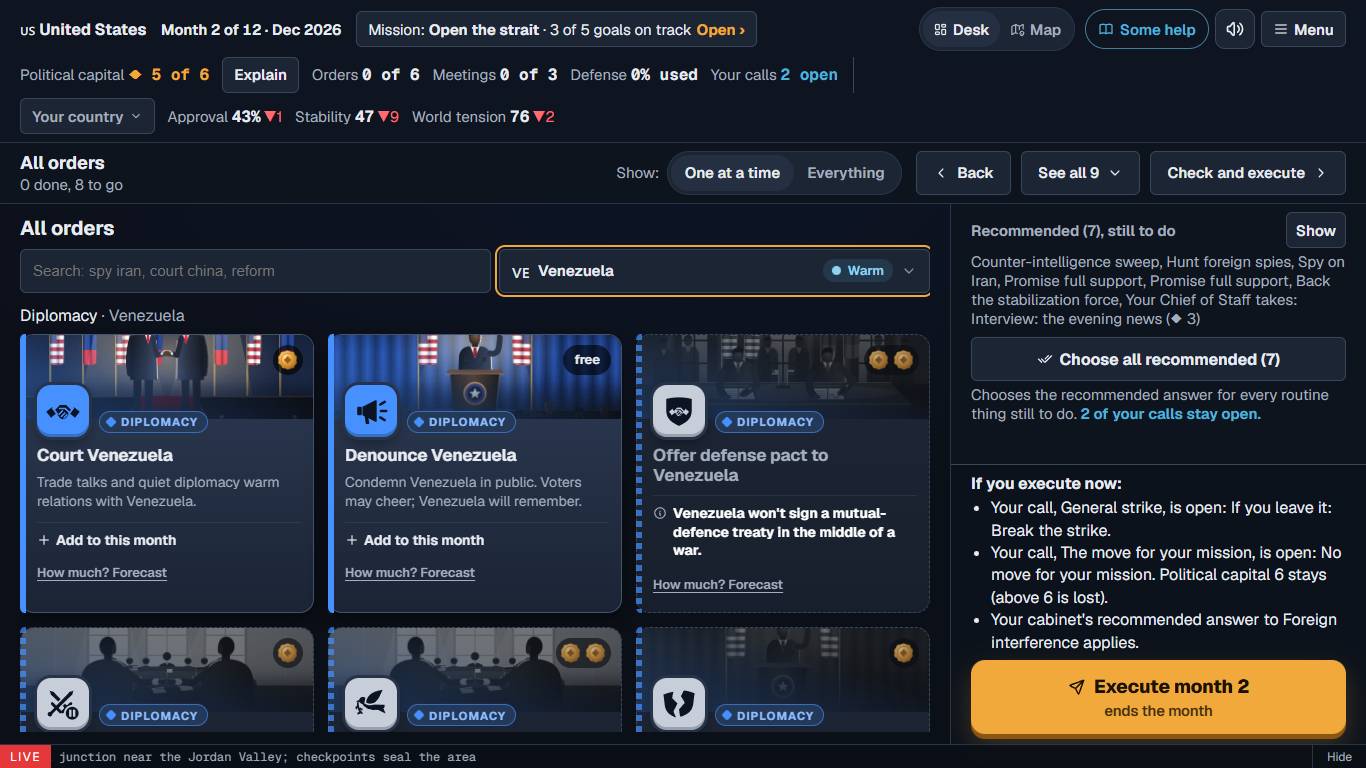 US United States Month 2 of 12 · Dec 2026 Mission: Open the strait · 3 of 5 goals on track Open › Desk Map Some help Menu
Political capital 5 of 6 Explain Orders 0 of 6 Meetings 0 of 3 Defense 0% used Your calls 2 open
Your country Approval 43% ▼1 Stability 47 ▼9 World tension 76 ▼2
All orders
0 done, 8 to go
Show: One at a time Everything Back See all 9 Check and execute
All orders
Search: spy iran, court china, reform
VE Venezuela Warm
Diplomacy · Venezuela
DIPLOMACY
Court Venezuela
Trade talks and quiet diplomacy warm
relations with Venezuela.
+ Add to this month
How much? Forecast
free
DIPLOMACY
Denounce Venezuela
Condemn Venezuela in public. Voters
may cheer; Venezuela will remember.
+ Add to this month
How much? Forecast
DIPLOMACY
Offer defense pact to
Venezuela
Venezuela won't sign a mutual-
defence treaty in the middle of a
war.
How much? Forecast
DIPLOMACY
DIPLOMACY
DIPLOMACY
Recommended (7), still to do Show
Counter-intelligence sweep, Hunt foreign spies, Spy on
Iran, Promise full support, Promise full support, Back
the stabilization force, Your Chief of Staff takes:
Interview: the evening news (◆ 3)
Choose all recommended (7)
Chooses the recommended answer for every routine
thing still to do. 2 of your calls stay open.
If you execute now:
• Your call, General strike, is open: If you leave it:
Break the strike.
• Your call, The move for your mission, is open: No
move for your mission. Political capital 6 stays
(above 6 is lost).
• Your cabinet's recommended answer to Foreign
interference applies.
Execute month 2
ends the month
LIVE junction near the Jordan Valley; checkpoints seal the area Hide